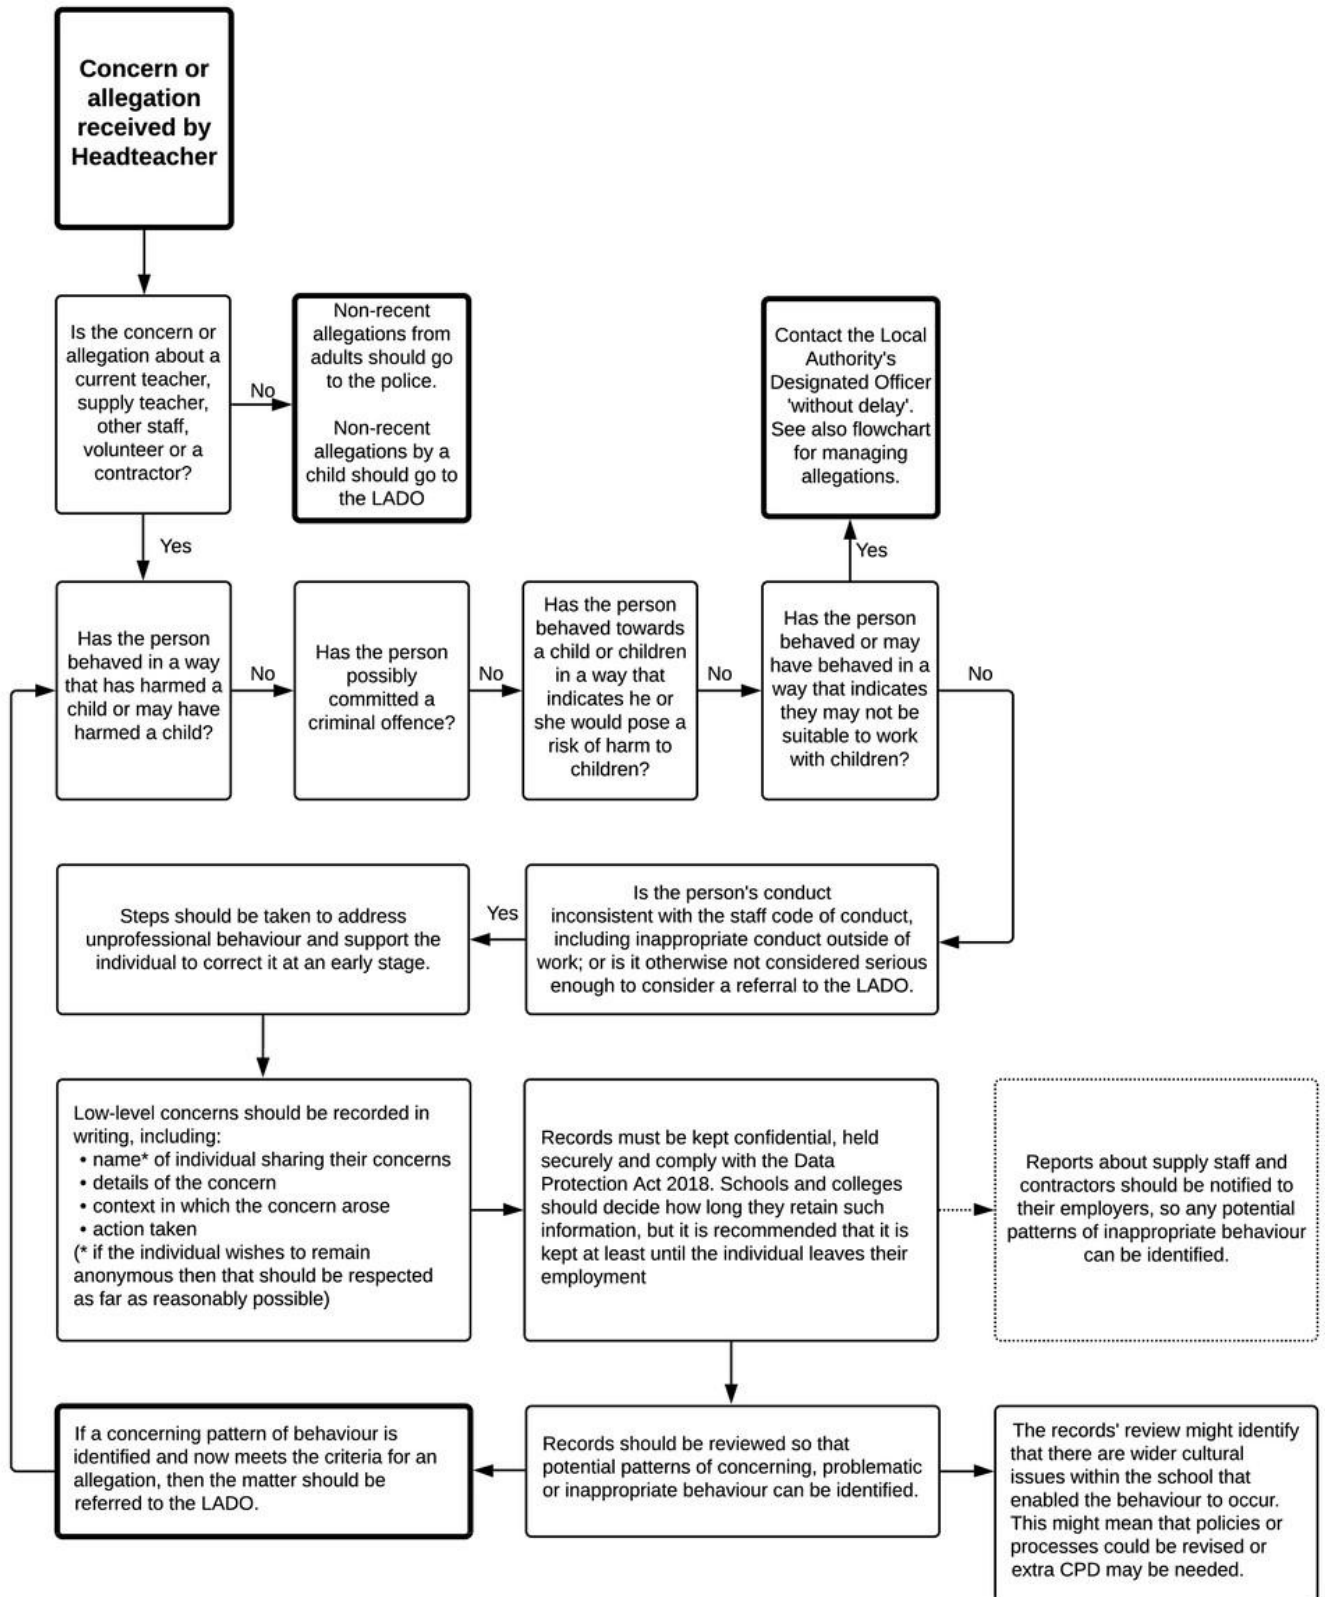 Concern or
allegation
received by
Headteacher
Is the concern or
allegation about a
current teacher,
supply teacher,
other staff,
volunteer or a
contractor?
No
Non-recent
allegations from
adults should go
to the police.
Non-recent
allegations by a
child should go to
the LADO
Contact the Local
Authority's
Designated Officer
'without delay'.
See also flowchart
for managing
allegations.
Yes
Yes
Has the person
behaved in a way
that has harmed a
child or may have
harmed a child?
No
Has the person
possibly
committed a
criminal offence?
No
Has the person
behaved towards
a child or children
in a way that
indicates he or
she would pose a
risk of harm to
children?
No
Has the person
behaved or may
have behaved in a
way that indicates
they may not be
suitable to work
with children?
No
Is the person's conduct
inconsistent with the staff code of conduct,
including inappropriate conduct outside of
work; or is it otherwise not considered serious
enough to consider a referral to the LADO.
Yes
Steps should be taken to address
unprofessional behaviour and support the
individual to correct it at an early stage.
Low-level concerns should be recorded in
writing, including:
• name* of individual sharing their concerns
• details of the concern
• context in which the concern arose
• action taken
(* if the individual wishes to remain
anonymous then that should be respected
as far as reasonably possible)
Records must be kept confidential, held
securely and comply with the Data
Protection Act 2018. Schools and colleges
should decide how long they retain such
information, but it is recommended that it is
kept at least until the individual leaves their
employment
Reports about supply staff and
contractors should be notified to
their employers, so any potential
patterns of inappropriate behaviour
can be identified.
If a concerning pattern of behaviour is
identified and now meets the criteria for an
allegation, then the matter should be
referred to the LADO.
Records should be reviewed so that
potential patterns of concerning, problematic
or inappropriate behaviour can be identified.
The records' review might identify
that there are wider cultural
issues within the school that
enabled the behaviour to occur.
This might mean that policies or
processes could be revised or
extra CPD may be needed.